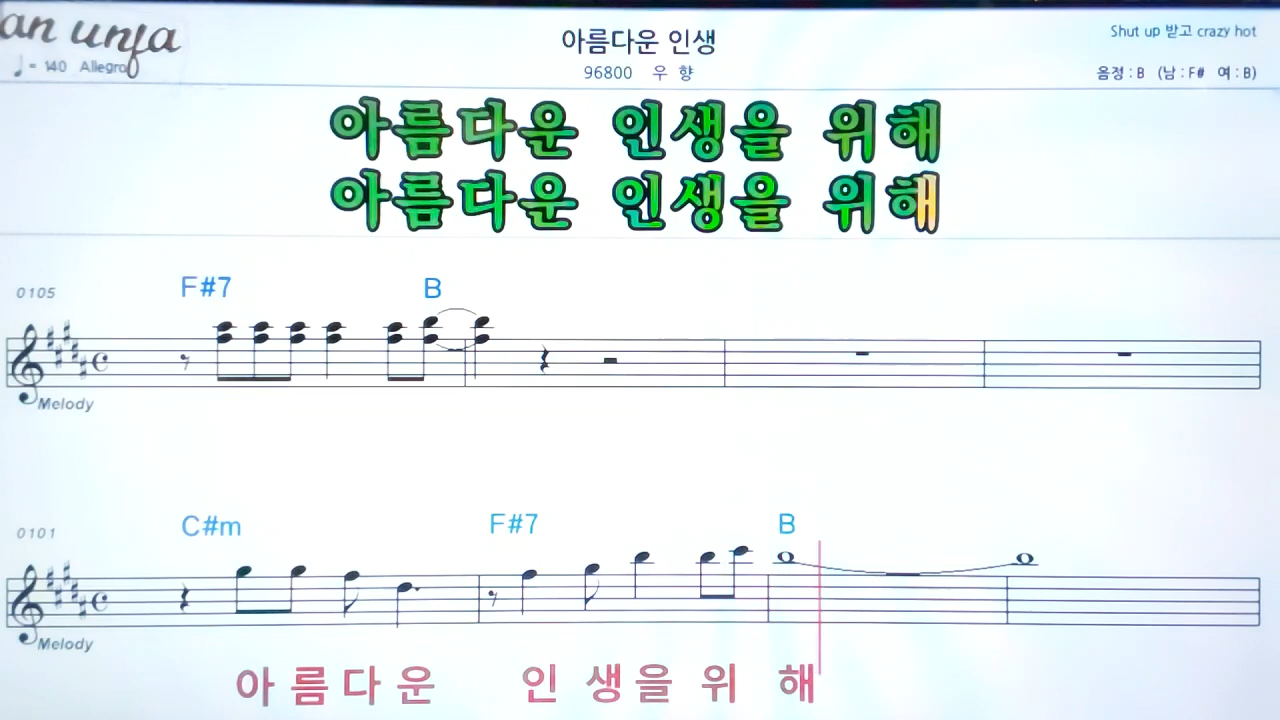 an unfa
♩= 140 Allegro
아름다운 인생
96800 우 향
Shut up 받고 crazy hot
음정 : B (남 : F# 여 : B)
아름다운 인생을 위해
아름다운 인생을 위해
0105 F#7 B
Melody
0101 C#m F#7 B
Melody
아 름 다 운 인 생 을 위 해